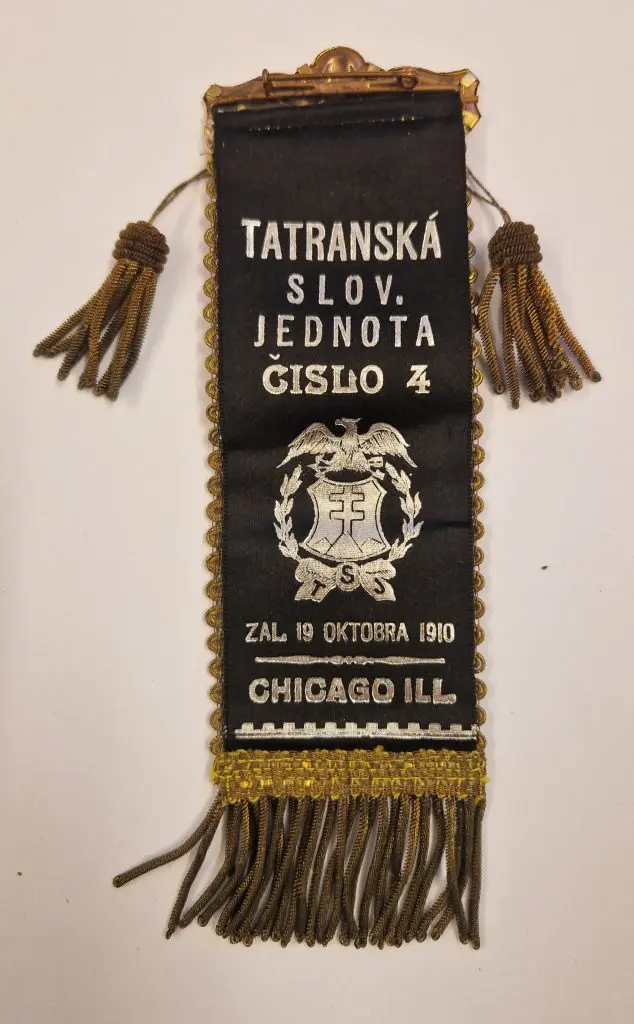 TATRANSKÁ
SLOV.
JEDNOTA
ČISLO 4
T S J
ZAL. 19 OKTOBRA 1910
CHICAGO ILL.